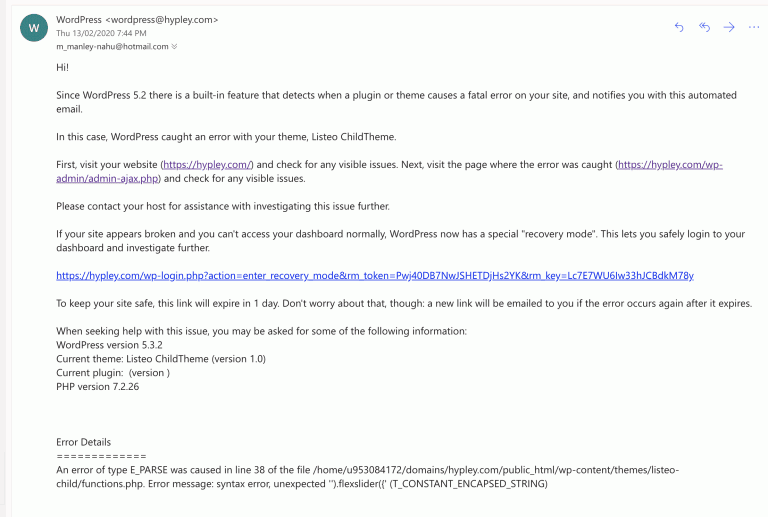 W
WordPress <wordpress@hypley.com>
Thu 13/02/2020 7:44 PM
m_manley-nahu@hotmail.com
Hi!
Since WordPress 5.2 there is a built-in feature that detects when a plugin or theme causes a fatal error on your site, and notifies you with this automated
email.
In this case, WordPress caught an error with your theme, Listeo ChildTheme.
First, visit your website (https://hypley.com/) and check for any visible issues. Next, visit the page where the error was caught (https://hypley.com/wp-
admin/admin-ajax.php) and check for any visible issues.
Please contact your host for assistance with investigating this issue further.
If your site appears broken and you can't access your dashboard normally, WordPress now has a special "recovery mode". This lets you safely login to your
dashboard and investigate further.
https://hypley.com/wp-login.php?action=enter_recovery_mode&rm_token=Pwj40DB7NwJSHETDjHs2YK&rm_key=Lc7E7WU6Iw33hJCBdkM78y
To keep your site safe, this link will expire in 1 day. Don't worry about that, though: a new link will be emailed to you if the error occurs again after it expires.
When seeking help with this issue, you may be asked for some of the following information:
WordPress version 5.3.2
Current theme: Listeo ChildTheme (version 1.0)
Current plugin:  (version )
PHP version 7.2.26
Error Details
=============
An error of type E_PARSE was caused in line 38 of the file /home/u953084172/domains/hypley.com/public_html/wp-content/themes/listeo-
child/functions.php. Error message: syntax error, unexpected '').flexslider({' (T_CONSTANT_ENCAPSED_STRING)